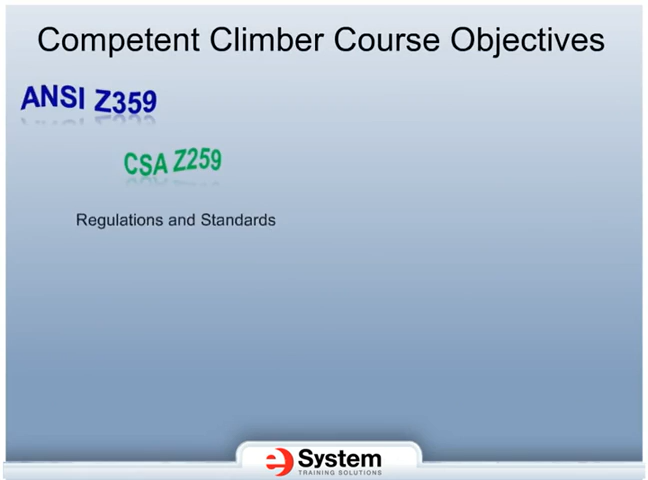 Competent Climber Course Objectives
ANSI Z359
CSA Z259
Regulations and Standards
e System
TRAINING SOLUTIONS